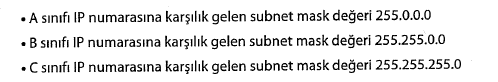 • A sınıfı IP numarasına karşılık gelen subnet mask değeri 255.0.0.0
• B sınıfı IP numarasına karşılık gelen subnet mask değeri 255.255.0.0
• C sınıfı IP numarasına karşılık gelen subnet mask değeri 255.255.255.0